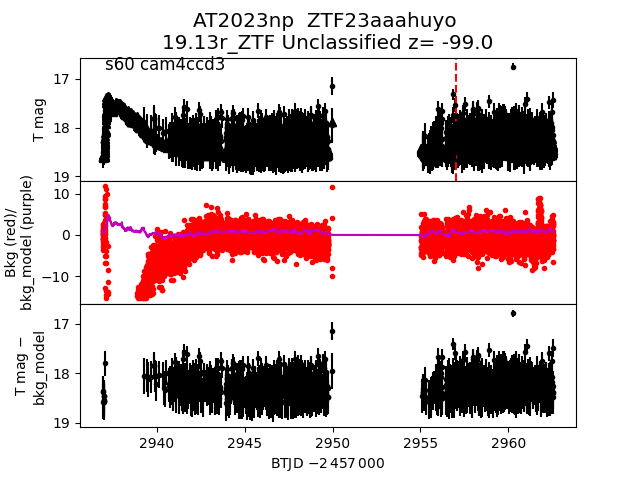 AT2023np  ZTF23aaahuyo
19.13r_ZTF Unclassified z= -99.0
s60 cam4ccd3
T mag
17
18
19
Bkg (red)/
bkg_model (purple)
10
0
−10
T mag −
bkg_model
17
18
19
2940
2945
2950
2955
2960
BTJD −2 457 000